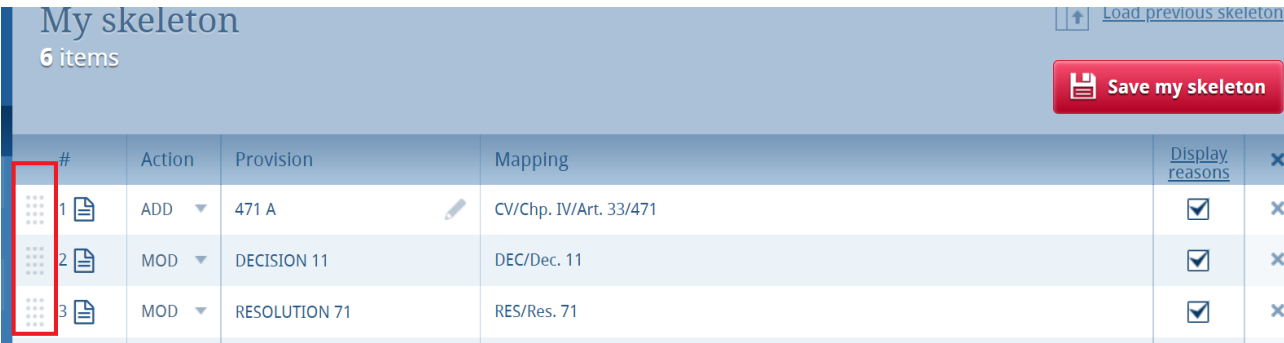 My skeleton
6 items
Load previous skeleton
Save my skeleton
# Action Provision Mapping Display reasons
1 ADD 471 A CV/Chp. IV/Art. 33/471
2 MOD DECISION 11 DEC/Dec. 11
3 MOD RESOLUTION 71 RES/Res. 71